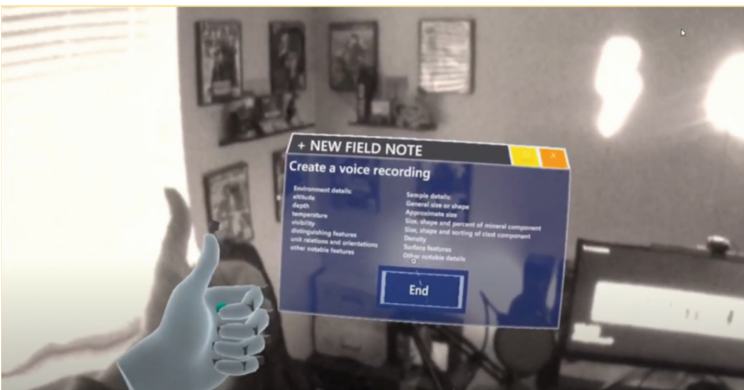 + NEW FIELD NOTE
X
Create a voice recording
Environment details:
altitude
depth
temperature
visibility
distinguishing features
unit relations and orientations
other notable features
Sample details:
General size or shape
Approximate size
Size, shape and percent of mineral component
Size, shape and sorting of clast component
Density
Surface features
Other notable details
End